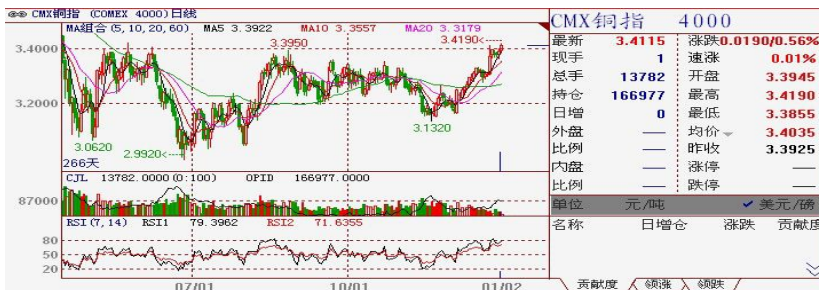 CMX铜指 (COMEX 4000)日线
MA组合(5,10,20,60) MA5 3.3922 MA10 3.3557 MA20 3.3179
3.4190
3.4000
3.3950
3.2000
3.0620
3.1320
2.9920
266天
CJL 13782.0000(0:100) OPID 166977.0000
87000
RSI(7,14) RSI1 79.3962 RSI2 71.6355
80
50
20
07/01 10/01 01/02
CMX铜指 4000
最新 3.4115 涨跌 0.0190/0.56%
现手 1 速涨 0.01%
总手 13782 开盘 3.3945
持仓 166977 最高 3.4190
日增 0 最低 3.3855
外盘 — 均价 3.4035
比例 — 昨收 3.3925
内盘 — 涨停 —
比例 — 跌停 —
单位 元/吨 ✓ 美元/磅
名称 日增仓 涨跌 贡献度
贡献度 领涨 领跌